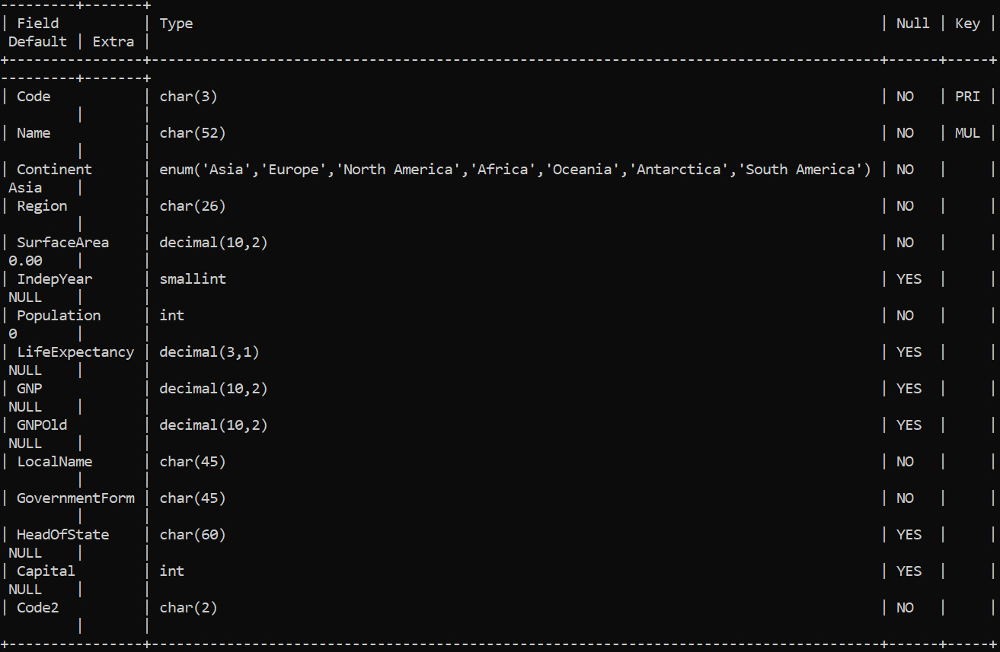 ---------+-------+
| Field          | Type                                                                                  | Null | Key |
 Default | Extra |
+----------------+---------------------------------------------------------------------------------------+------+-----+
---------+-------+
| Code           | char(3)                                                                               | NO   | PRI |
         |       |
| Name           | char(52)                                                                              | NO   | MUL |
         |       |
| Continent      | enum('Asia','Europe','North America','Africa','Oceania','Antarctica','South America') | NO   |     |
 Asia    |       |
| Region         | char(26)                                                                              | NO   |     |
         |       |
| SurfaceArea    | decimal(10,2)                                                                         | NO   |     |
 0.00    |       |
| IndepYear      | smallint                                                                              | YES  |     |
 NULL    |       |
| Population     | int                                                                                   | NO   |     |
 0       |       |
| LifeExpectancy | decimal(3,1)                                                                          | YES  |     |
 NULL    |       |
| GNP            | decimal(10,2)                                                                         | YES  |     |
 NULL    |       |
| GNPOld         | decimal(10,2)                                                                         | YES  |     |
 NULL    |       |
| LocalName      | char(45)                                                                              | NO   |     |
         |       |
| GovernmentForm | char(45)                                                                              | NO   |     |
         |       |
| HeadOfState    | char(60)                                                                              | YES  |     |
 NULL    |       |
| Capital        | int                                                                                   | YES  |     |
 NULL    |       |
| Code2          | char(2)                                                                               | NO   |     |
         |       |
+----------------+---------------------------------------------------------------------------------------+------+-----+